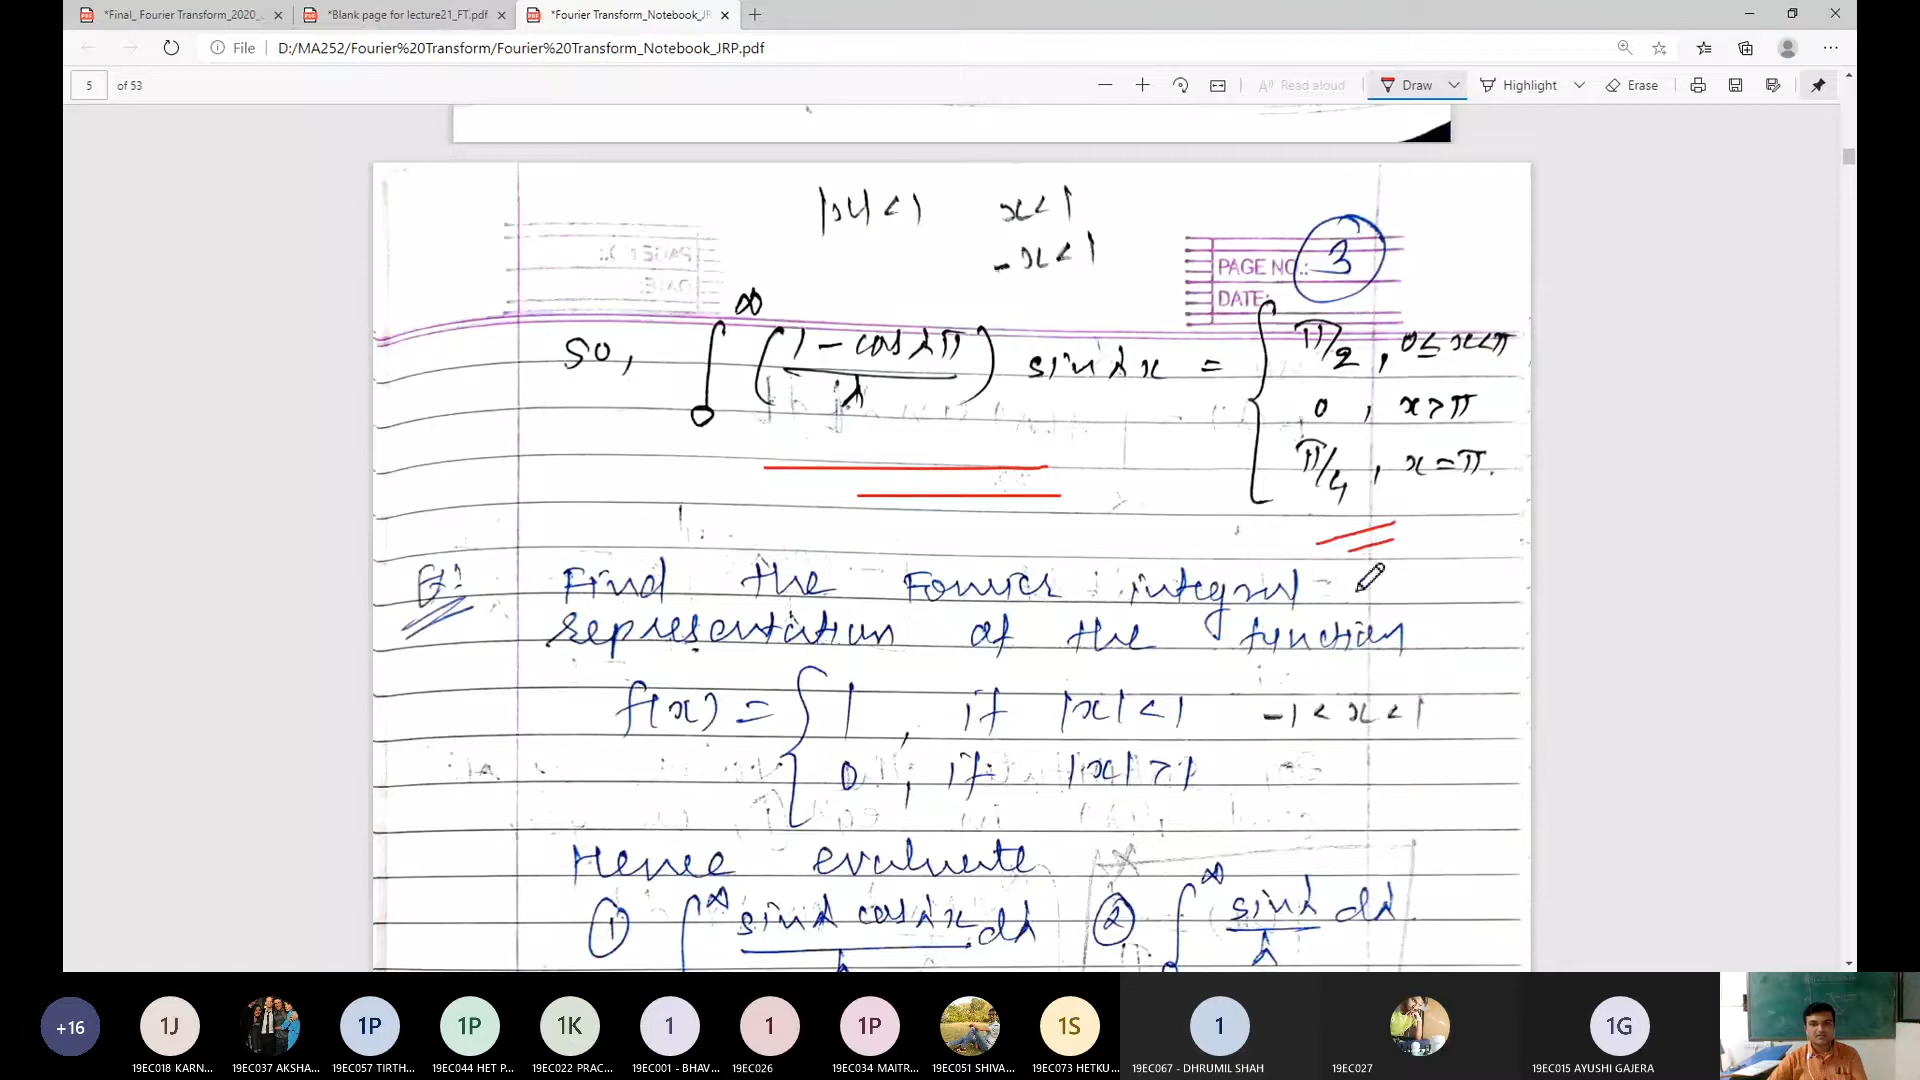 *Final_ Fourier Transform_2020_
*Blank page for lecture21_FT.pdf
*Fourier Transform_Notebook_JR
File D:/MA252/Fourier%20Transform/Fourier%20Transform_Notebook_JRP.pdf
5 of 53
Read aloud Draw Highlight Erase
|x| < 1 x < 1
-x < 1
PAGE NO.: 3
DATE:
so, ∫₀^∞ ((1 - cos λπ)/λ) sin λx = { π/2 , 0 ≤ x < π
0 , x > π
π/4 , x = π.
Ex:
Find the Fourier integral
representation of the function
f(x) = { 1 , if |x| < 1 -1 < x < 1
0 , if |x| > 1
Hence evaluate
① ∫^∞ sin λ cos λx / λ dλ ② ∫₀^∞ sin λ / λ dλ
+16 1J 1P 1P 1K 1 1 1P 1S 1 1G
19EC018 KARN... 19EC037 AKSHA... 19EC057 TIRTH... 19EC044 HET P... 19EC022 PRAC... 19EC001 - BHAV... 19EC026 19EC034 MAITR... 19EC051 SHIVA... 19EC073 HETKU... 19EC067 - DHRUMIL SHAH 19EC027 19EC015 AYUSHI GAJERA